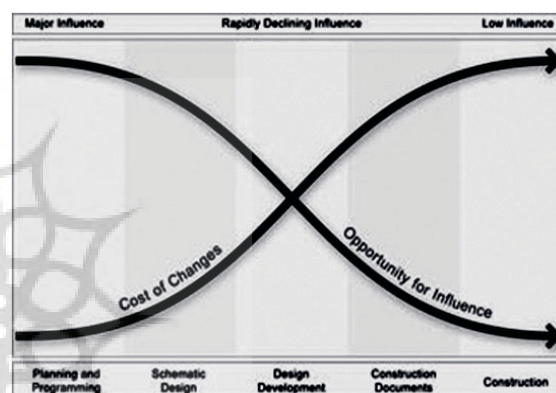 Major Influence
Rapidly Declining Influence
Low Influence
Cost of Changes
Opportunity for Influence
Planning and
Programming
Schematic
Design
Design
Development
Construction
Documents
Construction